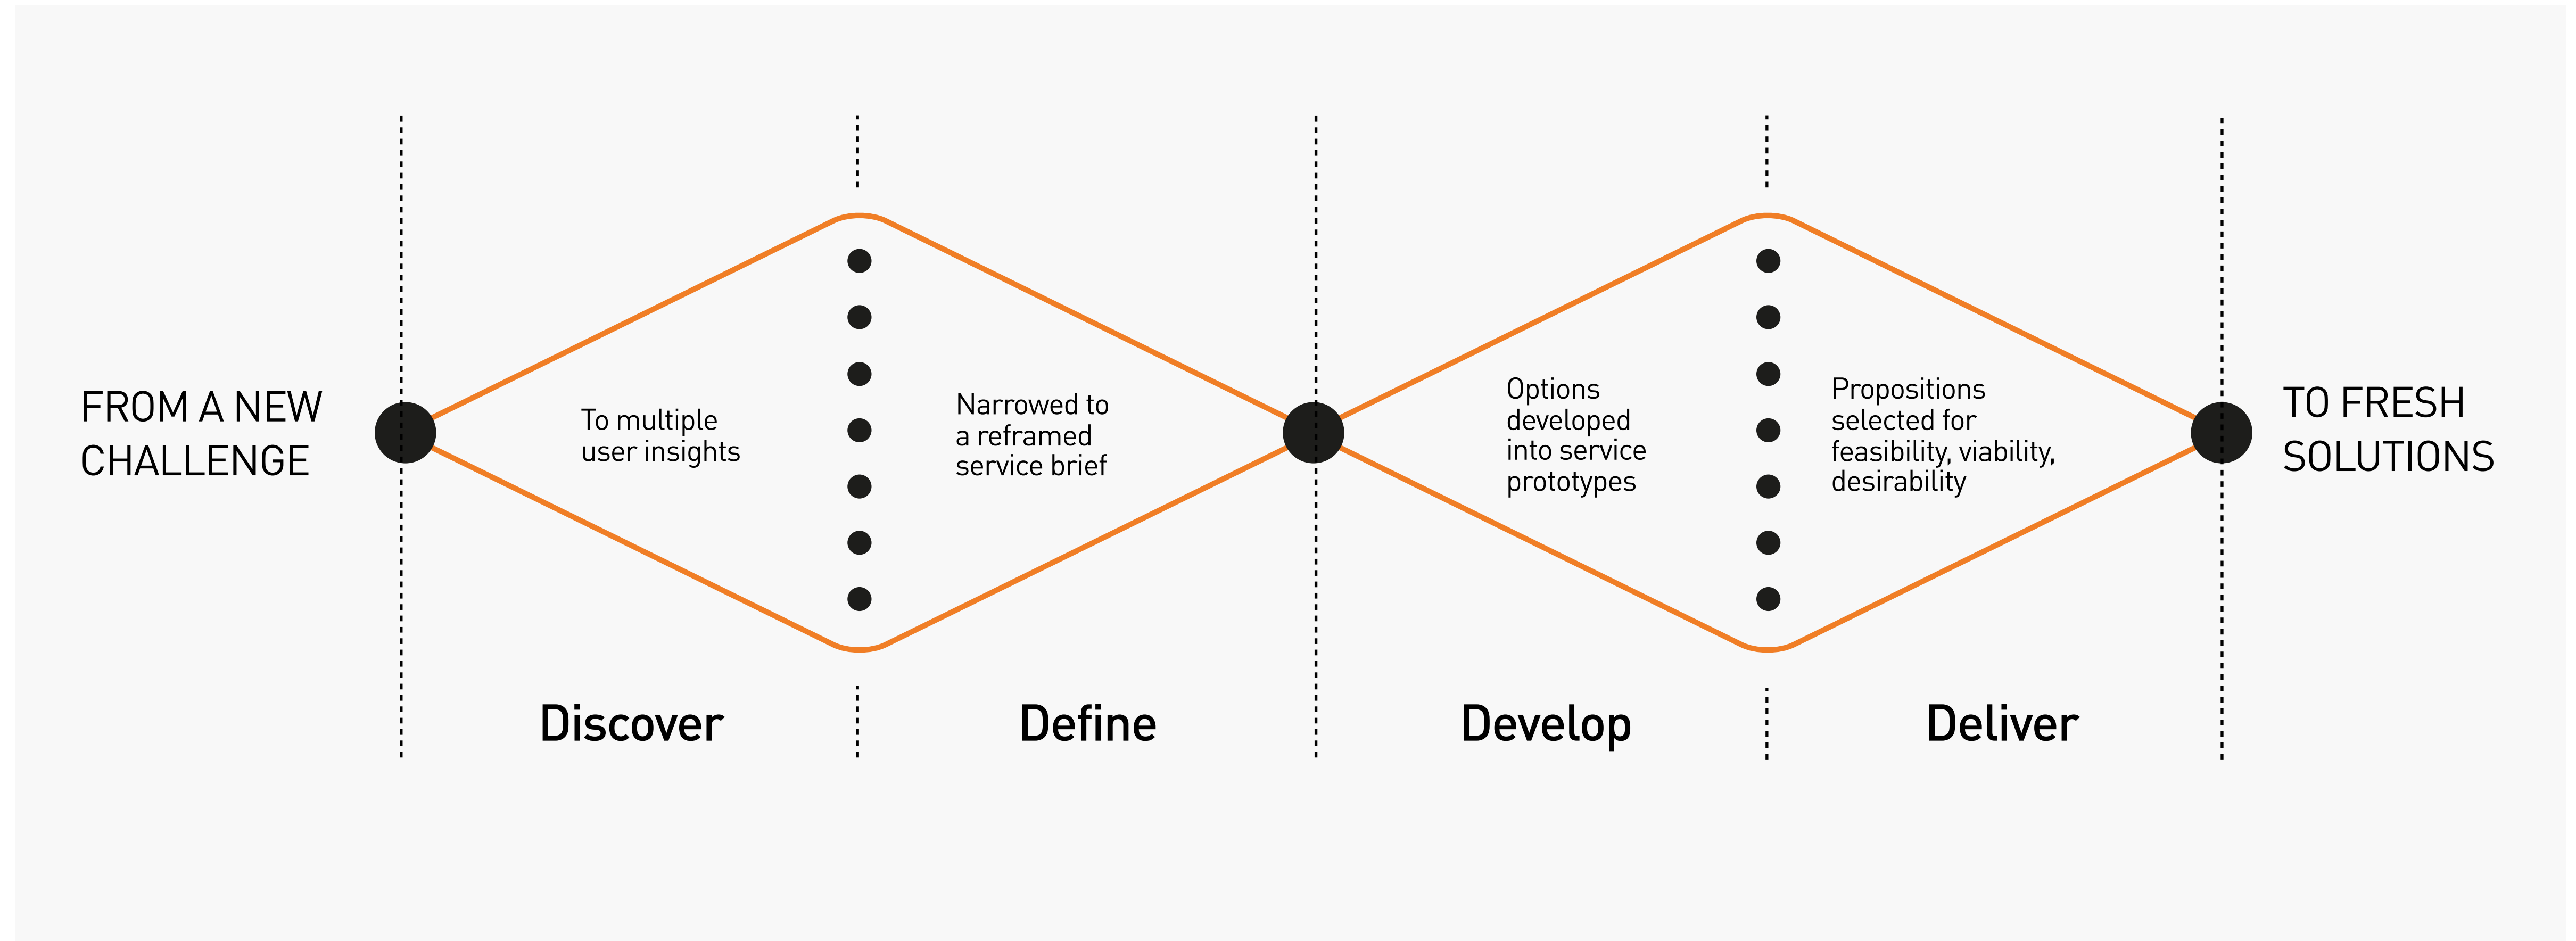 FROM A NEW
CHALLENGE
To multiple
user insights
Narrowed to
a reframed
service brief
Options
developed
into service
prototypes
Propositions
selected for
feasibility, viability,
desirability
TO FRESH
SOLUTIONS
Discover
Define
Develop
Deliver